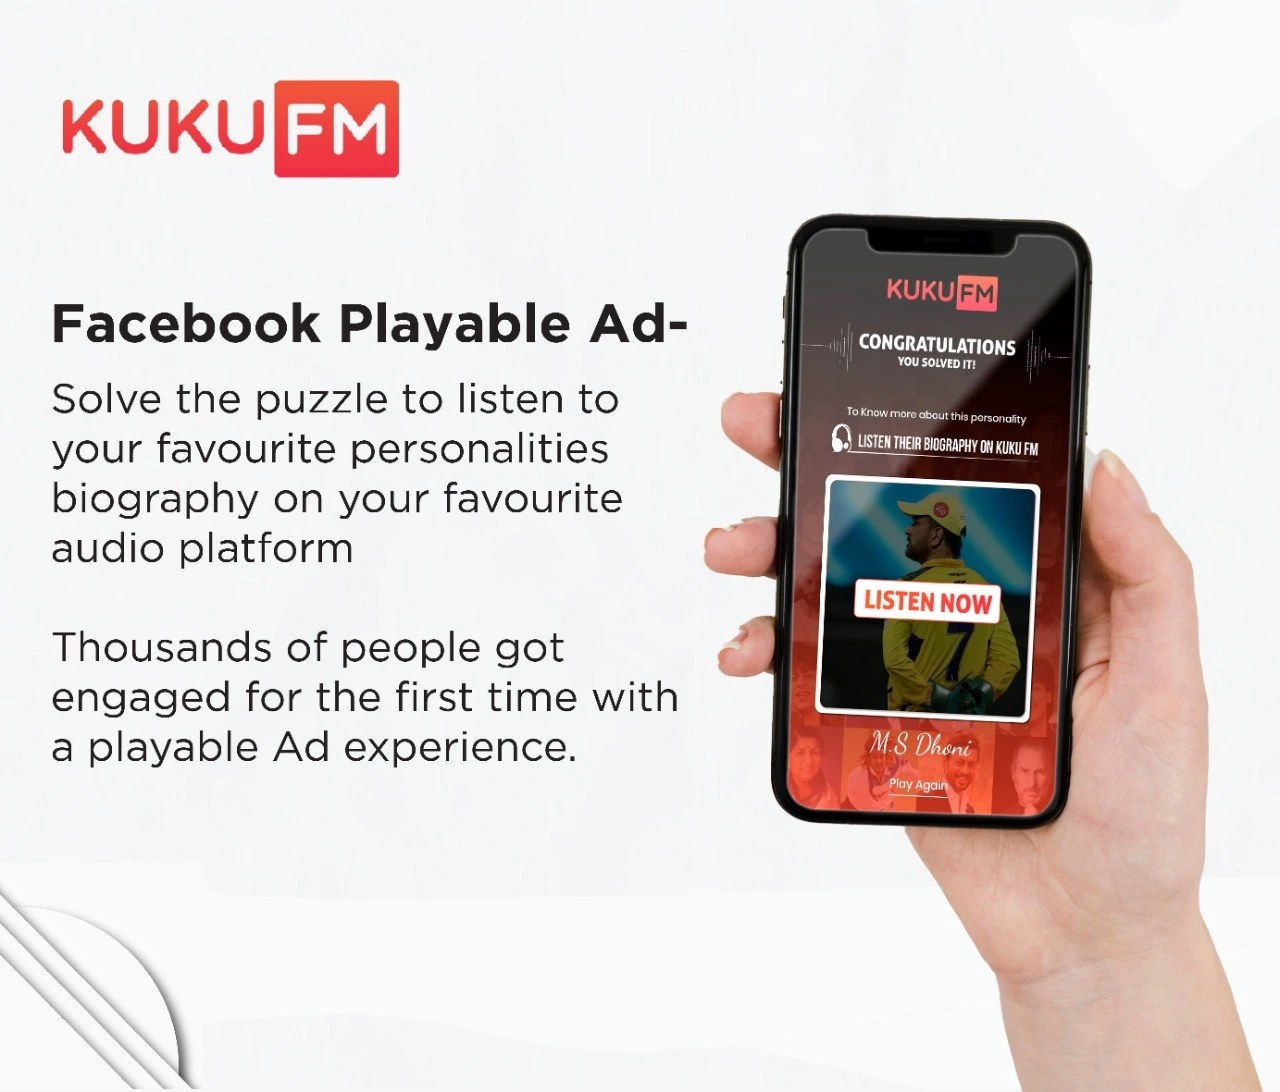 KUKU FM
Facebook Playable Ad-
Solve the puzzle to listen to
your favourite personalities
biography on your favourite
audio platform
Thousands of people got
engaged for the first time with
a playable Ad experience.
KUKU FM
CONGRATULATIONS
YOU SOLVED IT!
To Know more about this personality
LISTEN THEIR BIOGRAPHY ON KUKU FM
Jio
LISTEN NOW
7
M.S Dhoni
Play Again